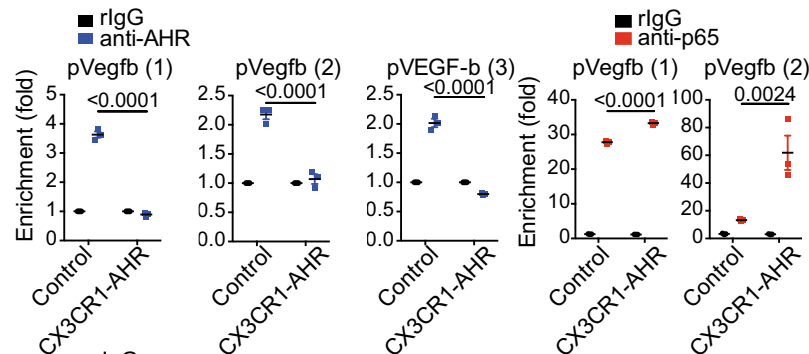 rIgG
anti-AHR
rIgG
anti-p65
pVegfb (1)
pVegfb (2)
pVEGF-b (3)
pVegfb (1)
pVegfb (2)
<0.0001
<0.0001
<0.0001
<0.0001
0.0024
Enrichment (fold)
5
4
3
2
1
0
2.5
2.0
1.5
1.0
0.5
0.0
2.5
2.0
1.5
1.0
0.5
0.0
Enrichment (fold)
40
30
20
10
0
100
80
60
40
20
0
Control
CX3CR1-AHR
Control
CX3CR1-AHR
Control
CX3CR1-AHR
Control
CX3CR1-AHR
Control
CX3CR1-AHR